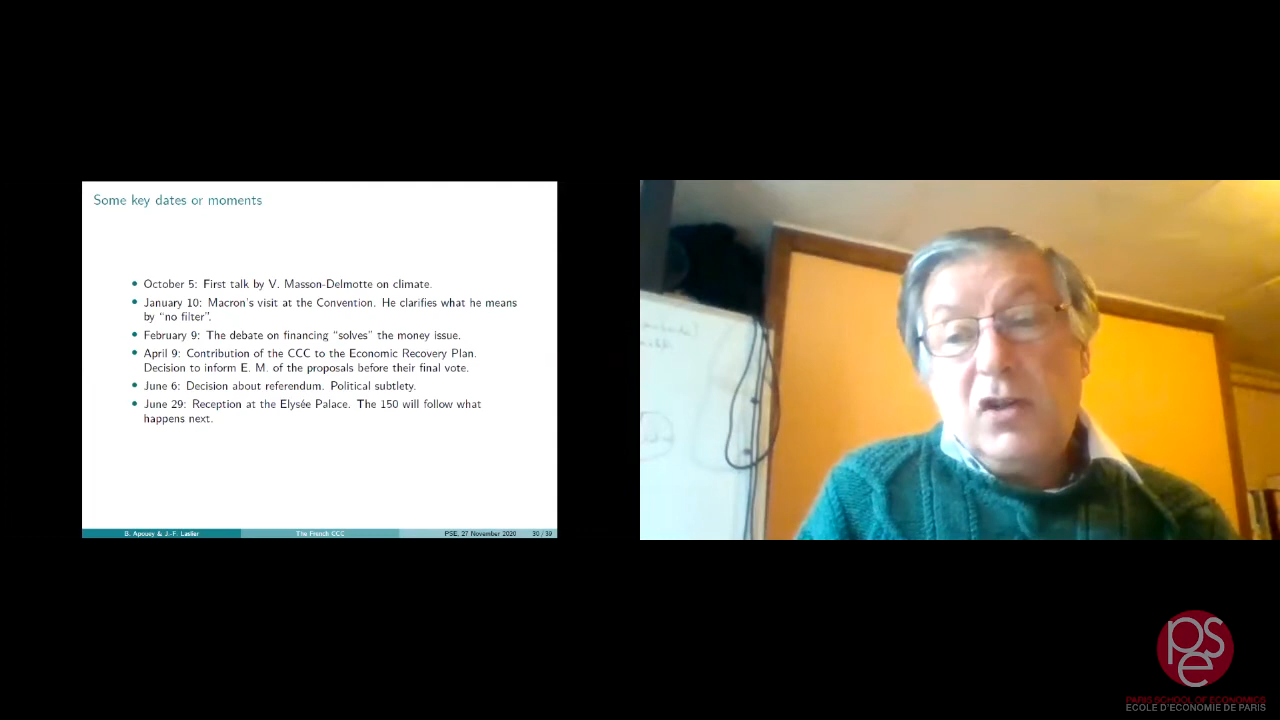 Some key dates or moments
October 5: First talk by V. Masson-Delmotte on climate.
January 10: Macron's visit at the Convention. He clarifies what he means
by “no filter”.
February 9: The debate on financing “solves” the money issue.
April 9: Contribution of the CCC to the Economic Recovery Plan.
Decision to inform E. M. of the proposals before their final vote.
June 6: Decision about referendum. Political subtlety.
June 29: Reception at the Elysée Palace. The 150 will follow what
happens next.
B. Apouey & J.-F. Laslier The French CCC PSE, 27 November 2020 30 / 39
pse
PARIS SCHOOL OF ECONOMICS
ECOLE D'ECONOMIE DE PARIS